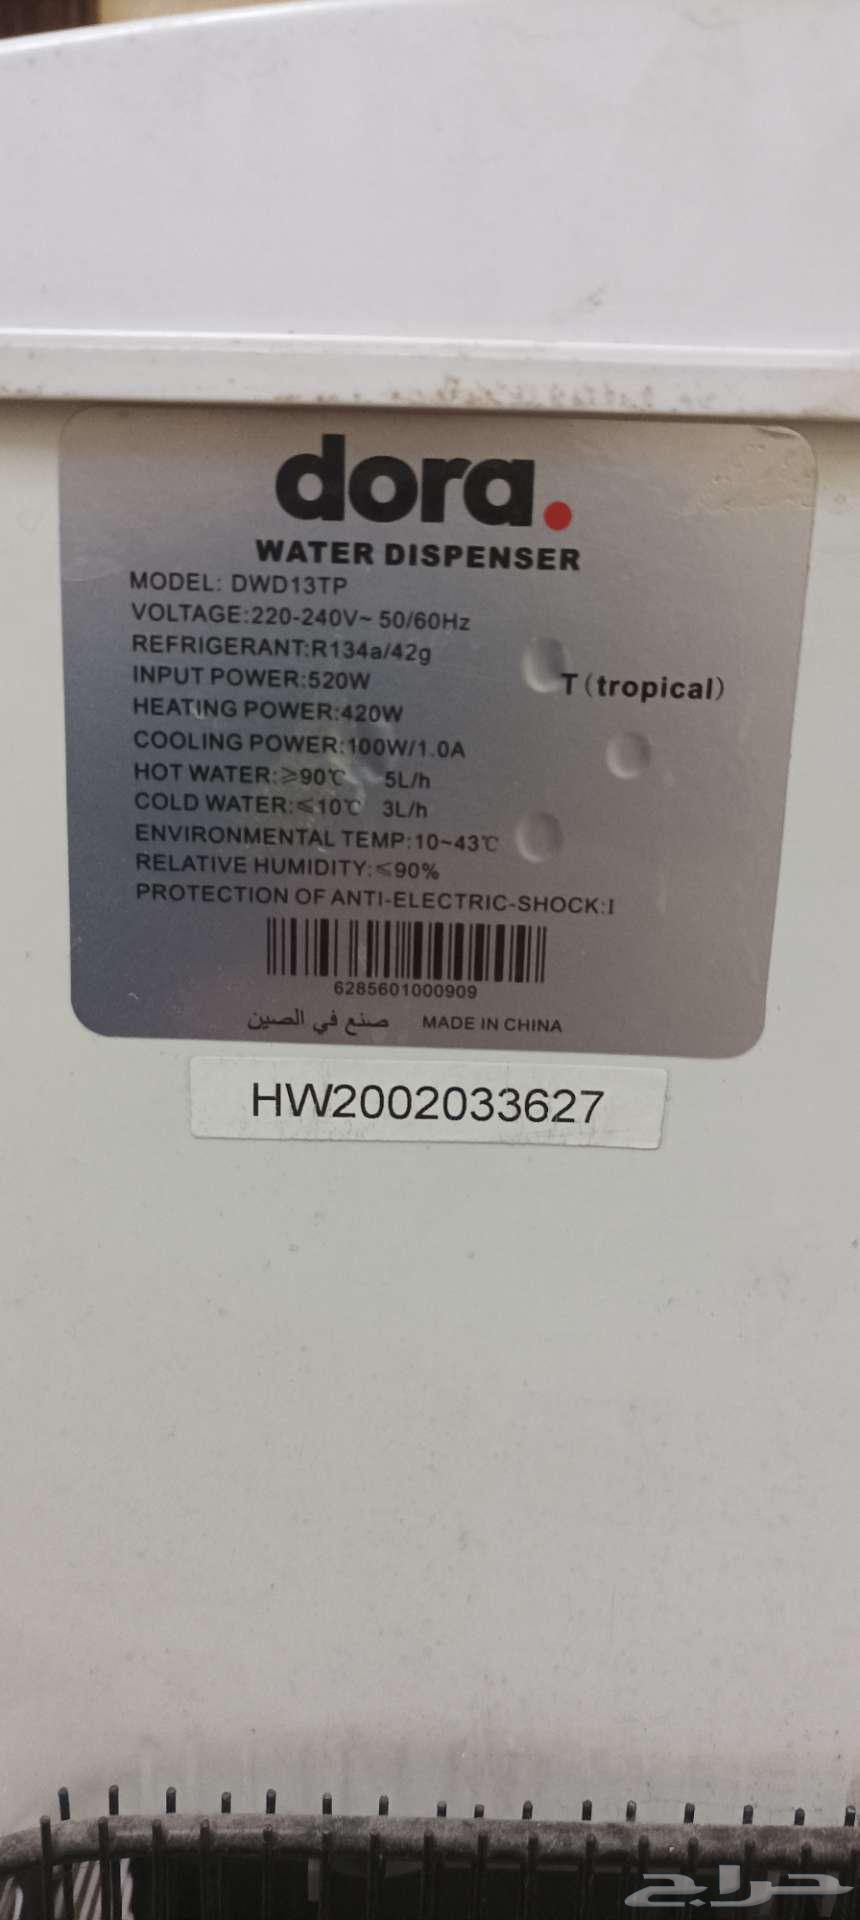 dora.
WATER DISPENSER
MODEL: DWD13TP
VOLTAGE:220-240V~ 50/60Hz
REFRIGERANT:R134a/42g
INPUT POWER:520W
T(tropical)
HEATING POWER:420W
COOLING POWER:100W/1.0A
HOT WATER:≥90℃ 5L/h
COLD WATER:≤10℃ 3L/h
ENVIRONMENTAL TEMP:10~43℃
RELATIVE HUMIDITY:≤90%
PROTECTION OF ANTI-ELECTRIC-SHOCK:I
6285601000909
صنع في الصين MADE IN CHINA
HW2002033627
حراج